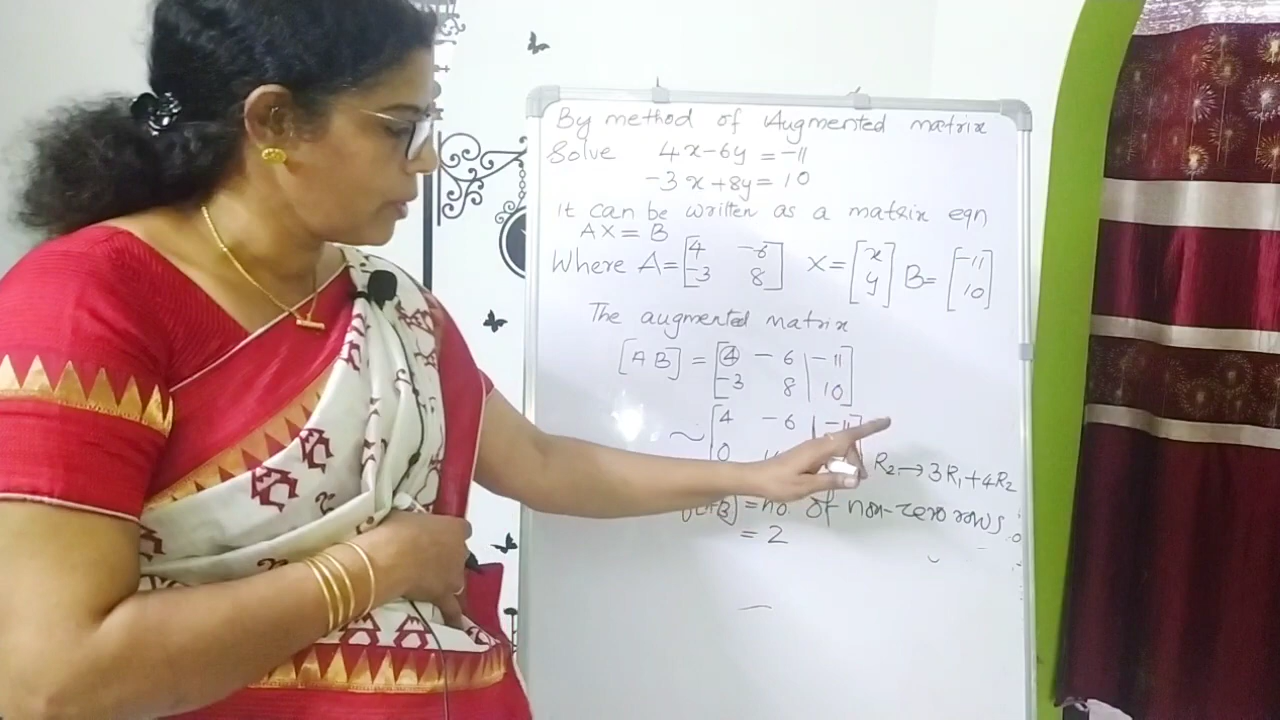 By method of Augmented matrix
Solve 4x-6y = -11
-3x+8y = 10
it can be written as a matrix eqn
AX = B
Where A = [4 -6 X = [x B = [-11
-3 8] y] 10]
The augmented matrix
[AB] = [4 -6 | -11
-3 8 | 10]
~ [4 -6 | -11
0 R2→3R1+4R2
= no. of non-zero rows
= 2